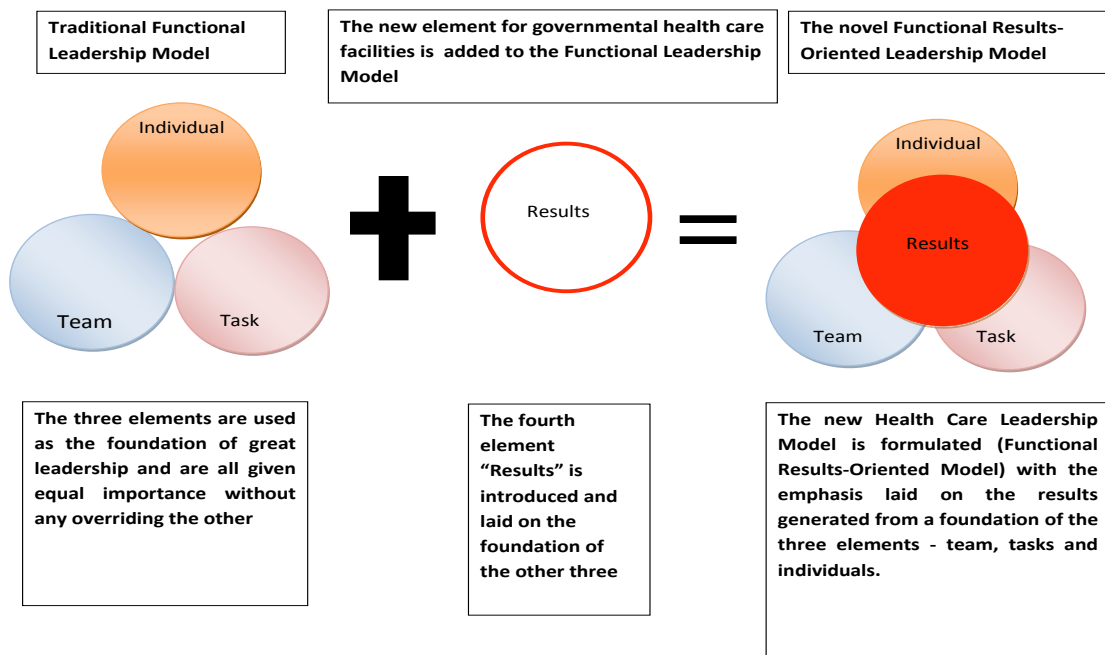 Traditional Functional
Leadership Model
The new element for governmental health care
facilities is added to the Functional Leadership
Model
The novel Functional Results-
Oriented Leadership Model
Individual
Team
Task
Results
Individual
Results
Team
Task
The three elements are used
as the foundation of great
leadership and are all given
equal importance without
any overriding the other
The fourth
element
“Results” is
introduced and
laid on the
foundation of
the other three
The new Health Care Leadership
Model is formulated (Functional
Results-Oriented Model) with the
emphasis laid on the results
generated from a foundation of the
three elements - team, tasks and
individuals.